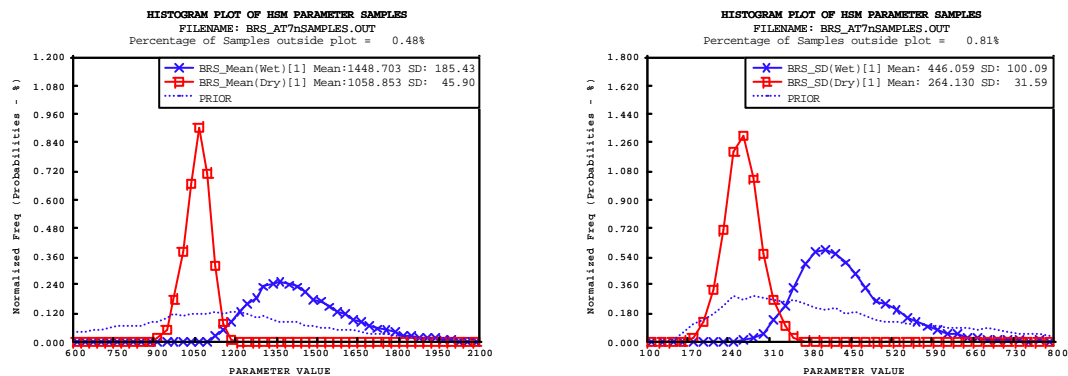 HISTOGRAM PLOT OF HSM PARAMETER SAMPLES
FILENAME: BRS_AT7nSAMPLES.OUT
Percentage of Samples outside plot = 0.48%
BRS_Mean(Wet)[1] Mean:1448.703 SD: 185.43
BRS_Mean(Dry)[1] Mean:1058.853 SD: 45.90
PRIOR
Normalized Freq (Probabilities - %)
1.200
1.080
0.960
0.840
0.720
0.600
0.480
0.360
0.240
0.120
0.000
600 750 900 1050 1200 1350 1500 1650 1800 1950 2100
PARAMETER VALUE
HISTOGRAM PLOT OF HSM PARAMETER SAMPLES
FILENAME: BRS_AT7nSAMPLES.OUT
Percentage of Samples outside plot = 0.81%
BRS_SD(Wet)[1] Mean: 446.059 SD: 100.09
BRS_SD(Dry)[1] Mean: 264.130 SD: 31.59
PRIOR
Normalized Freq (Probabilities - %)
1.800
1.620
1.440
1.260
1.080
0.900
0.720
0.540
0.360
0.180
0.000
100 170 240 310 380 450 520 590 660 730 800
PARAMETER VALUE